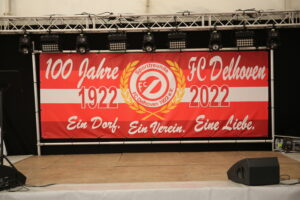 100 Jahre FC Delhoven
1922 2022
Ein Dorf. Ein Verein. Eine Liebe.